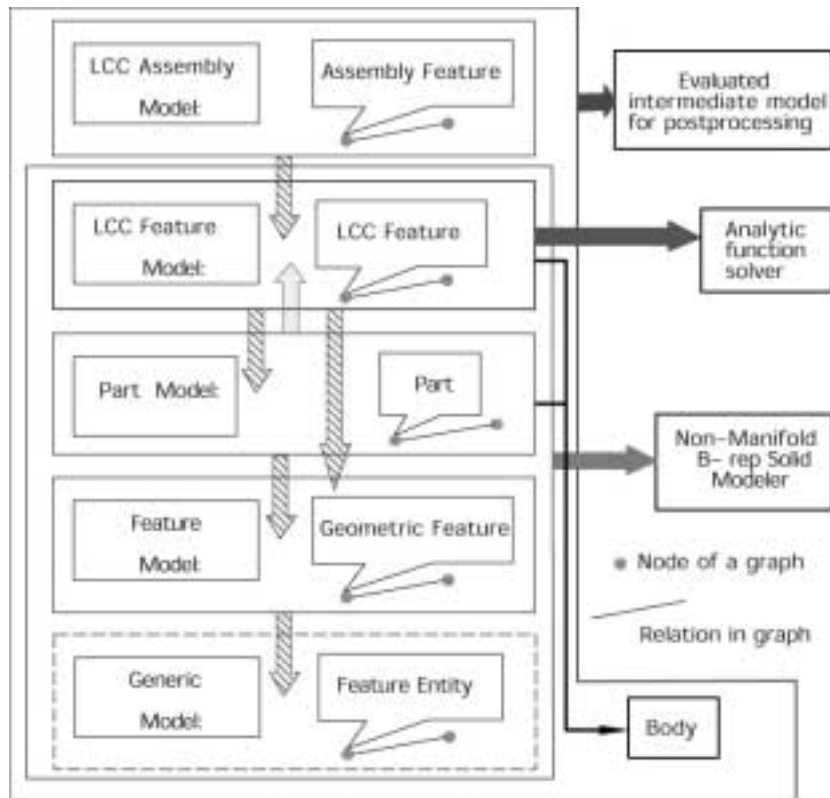 LCC Assembly
Model:
Assembly Feature
Evaluated
intermediate model
for postprocessing
LCC Feature
Model:
LCC Feature
Analytic
function
solver
Part Model:
Part
Non-Manifold
B- rep Solid
Modeler
Feature
Model:
Geometric Feature
Node of a graph
Relation in graph
Generic
Model:
Feature Entity
Body